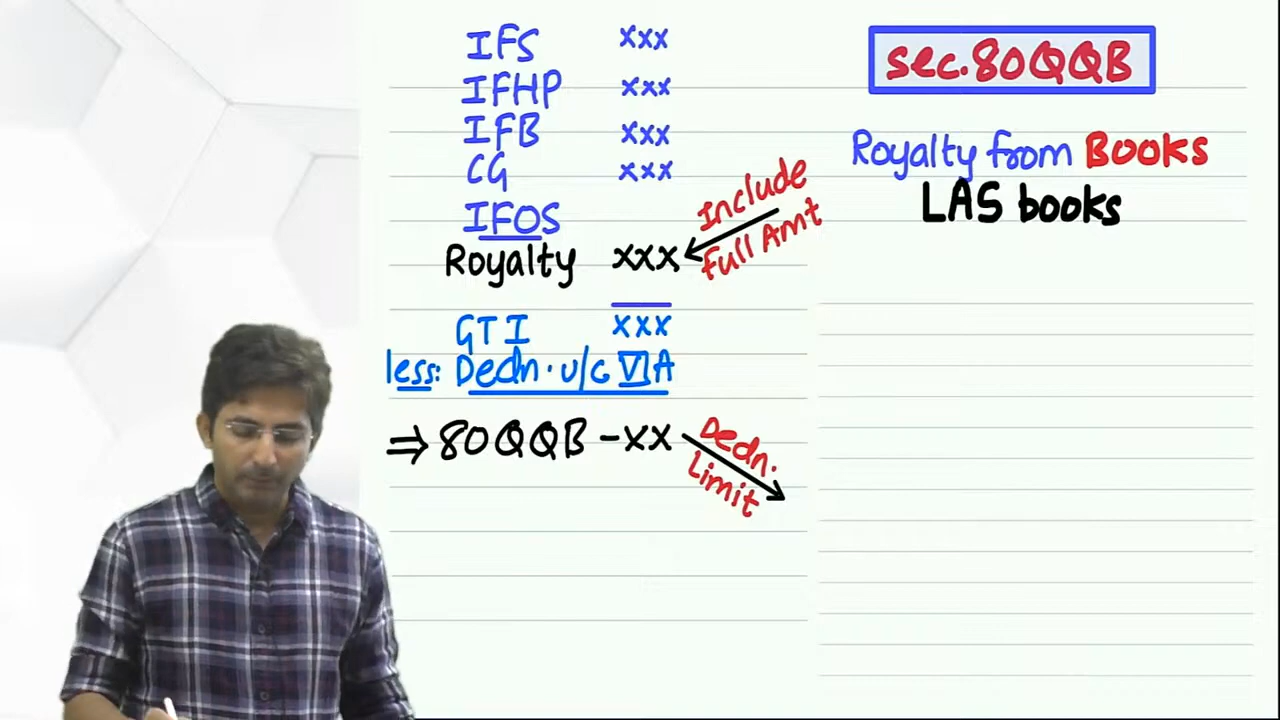 IFS xxx
IFHP xxx
IFB xxx
CG xxx
IFOS
Royalty xxx
Include
Full Amt
GTI xxx
less: Dedn. u/c VI A
⇒ 80QQB - xx
Dedn.
Limit
sec.80QQB
Royalty from Books
LAS books